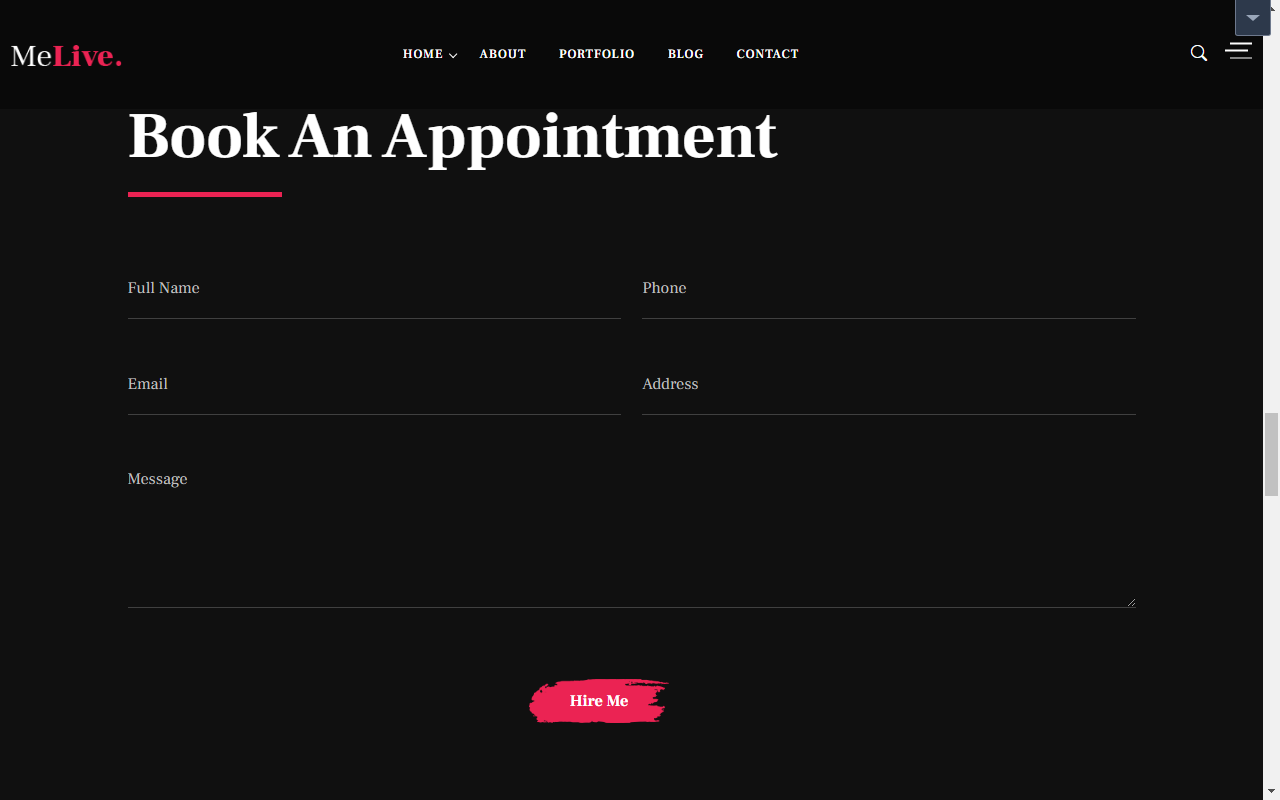 MeLive.
HOME ABOUT PORTFOLIO BLOG CONTACT
Book An Appointment
Full Name
Phone
Email
Address
Message
Hire Me